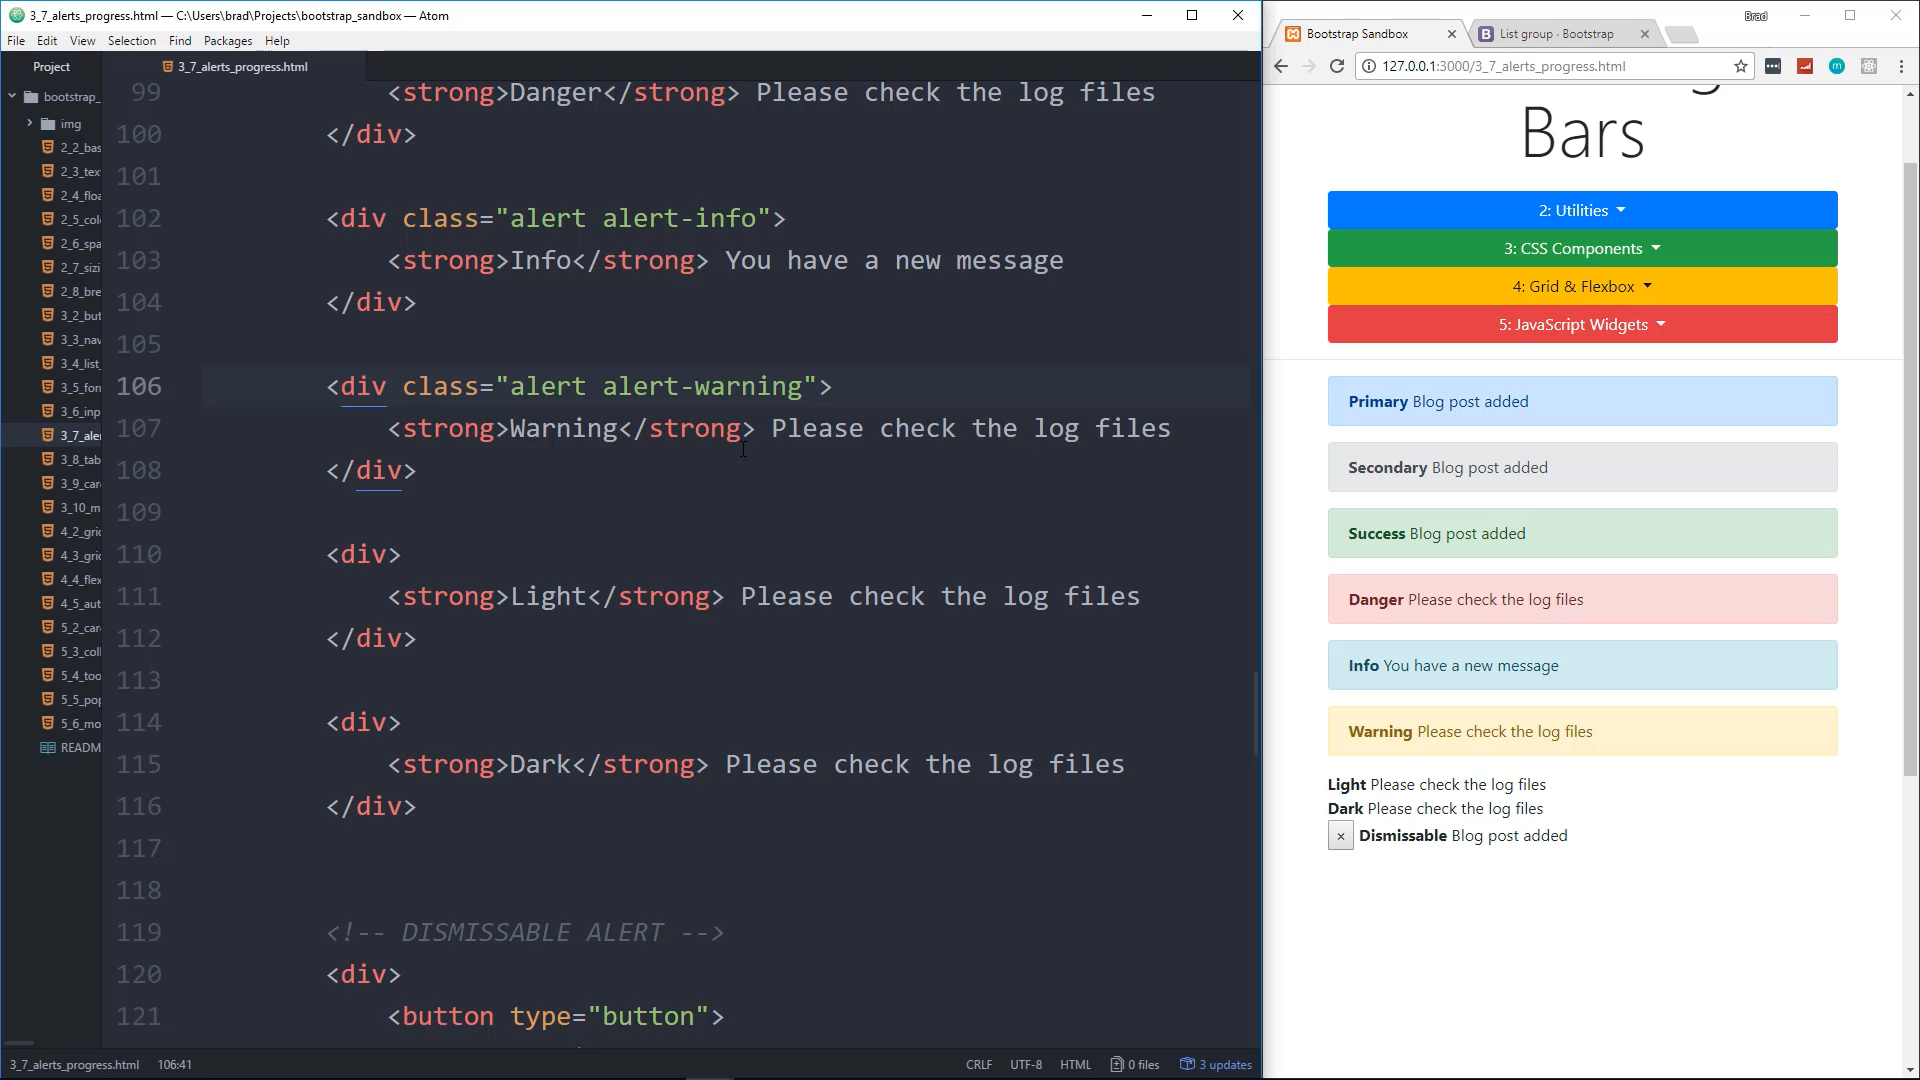 3_7_alerts_progress.html — C:\Users\brad\Projects\bootstrap_sandbox — Atom
File Edit View Selection Find Packages Help
Project
bootstrap_
img
2_2_bas
2_3_tex
2_4_floa
2_5_colo
2_6_spa
2_7_sizi
2_8_bre
3_2_but
3_3_nav
3_4_list_
3_5_forn
3_6_inp
3_7_aler
3_8_tab
3_9_car
3_10_m
4_2_gric
4_3_gric
4_4_flex
4_5_aut
5_2_car
5_3_coll
5_4_too
5_5_pop
5_6_mo
README
3_7_alerts_progress.html
99 <strong>Danger</strong> Please check the log files
100 </div>
101
102 <div class="alert alert-info">
103 <strong>Info</strong> You have a new message
104 </div>
105
106 <div class="alert alert-warning">
107 <strong>Warning</strong> Please check the log files
108 </div>
109
110 <div>
111 <strong>Light</strong> Please check the log files
112 </div>
113
114 <div>
115 <strong>Dark</strong> Please check the log files
116 </div>
117
118
119 <!-- DISMISSABLE ALERT -->
120 <div>
121 <button type="button">
3_7_alerts_progress.html 106:41 CRLF UTF-8 HTML 0 files 3 updates
Brad
Bootstrap Sandbox
List group · Bootstrap
127.0.0.1:3000/3_7_alerts_progress.html
Bars
2: Utilities
3: CSS Components
4: Grid & Flexbox
5: JavaScript Widgets
Primary Blog post added
Secondary Blog post added
Success Blog post added
Danger Please check the log files
Info You have a new message
Warning Please check the log files
Light Please check the log files
Dark Please check the log files
× Dismissable Blog post added